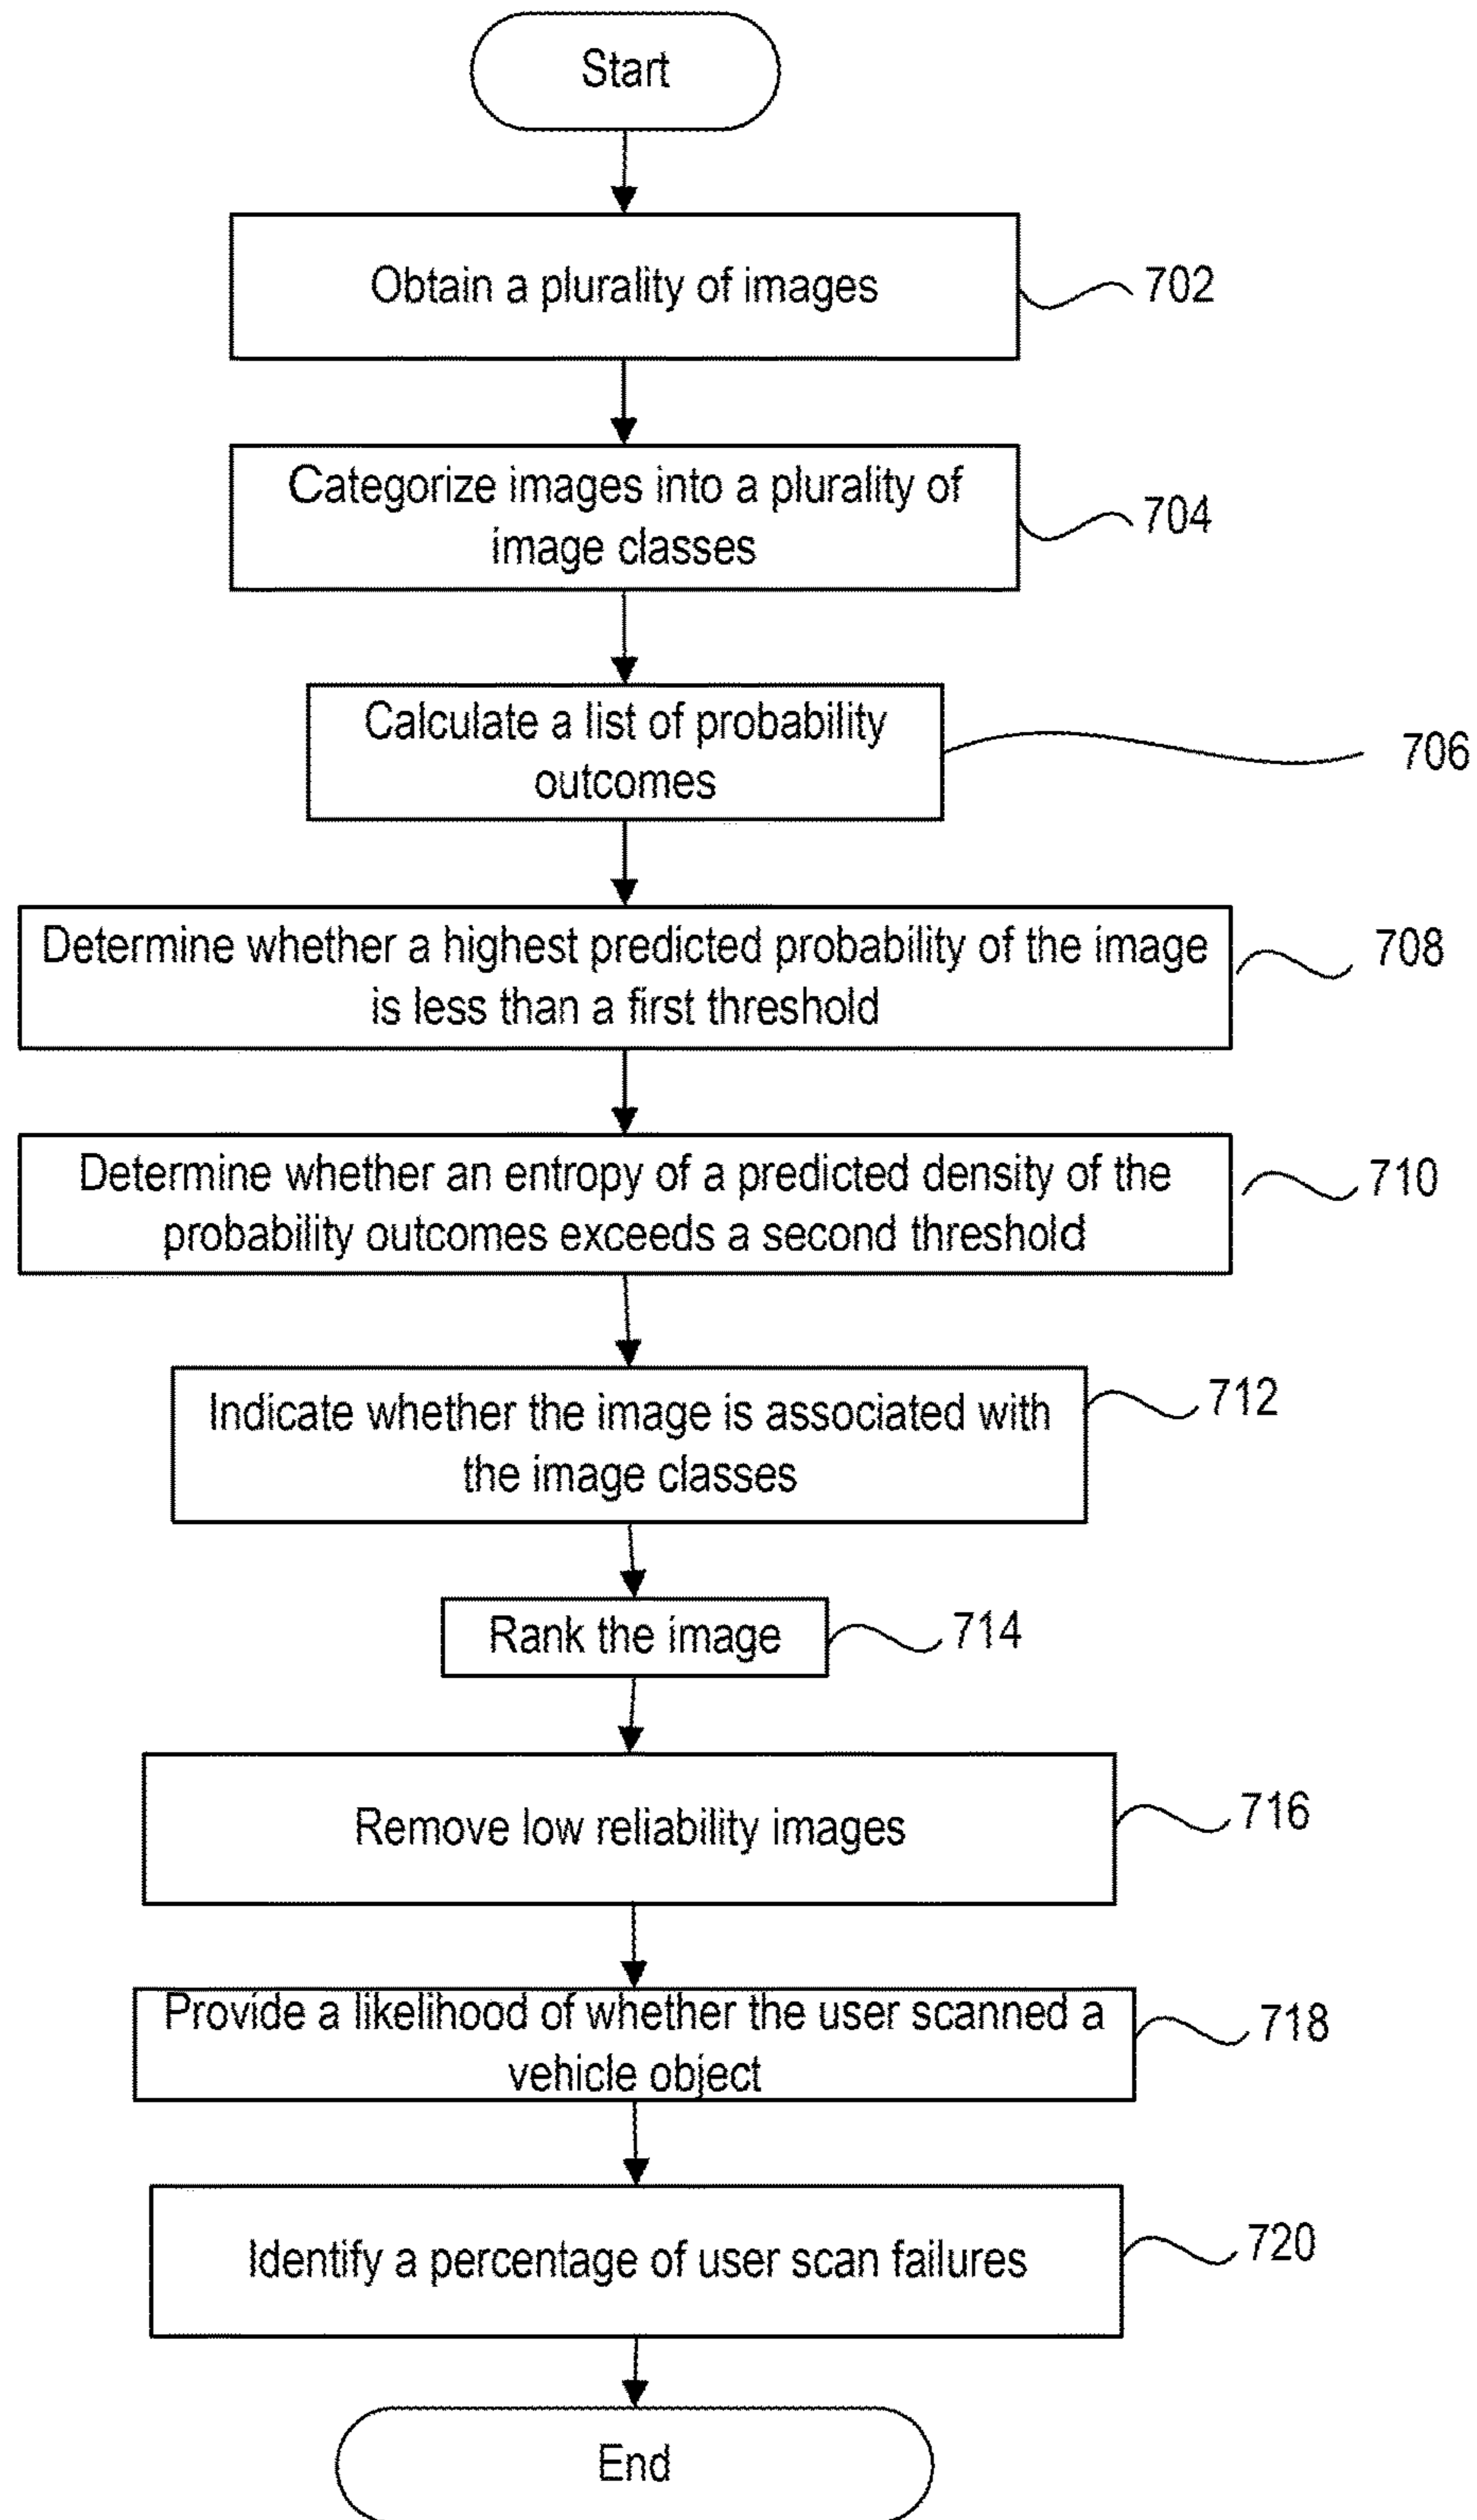 Start
Obtain a plurality of images
702
Categorize images into a plurality of
image classes
704
Calculate a list of probability
outcomes
706
Determine whether a highest predicted probability of the image
is less than a first threshold
708
Determine whether an entropy of a predicted density of the
probability outcomes exceeds a second threshold
710
Indicate whether the image is associated with
the image classes
712
Rank the image
714
Remove low reliability images
716
Provide a likelihood of whether the user scanned a
vehicle object
718
Identify a percentage of user scan failures
720
End